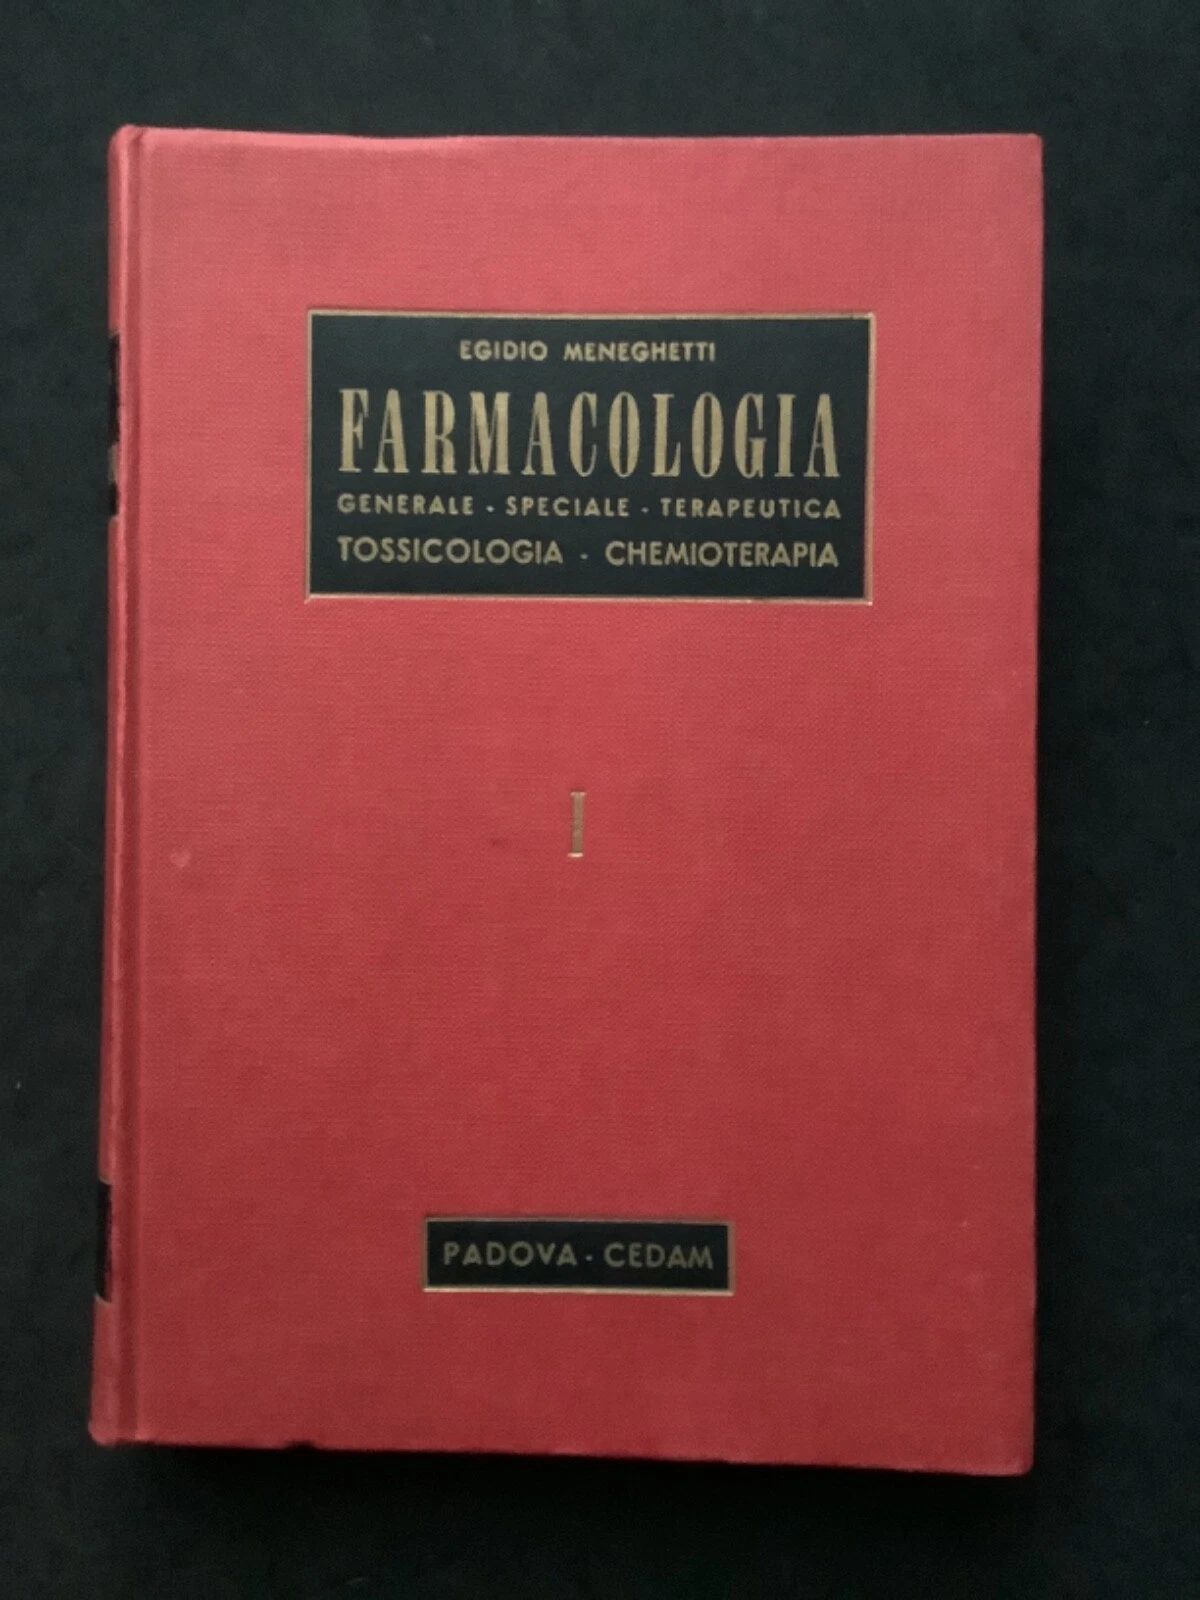 EGIDIO MENEGHETTI
FARMACOLOGIA
GENERALE - SPECIALE - TERAPEUTICA
TOSSICOLOGIA - CHEMIOTERAPIA
I
PADOVA - CEDAM